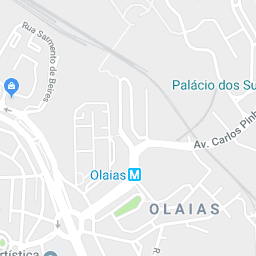 Rua Sarmento de Beires
Palácio dos Su
Av. Carlos Pinh
Olaias M
OLAIAS
R
rtística